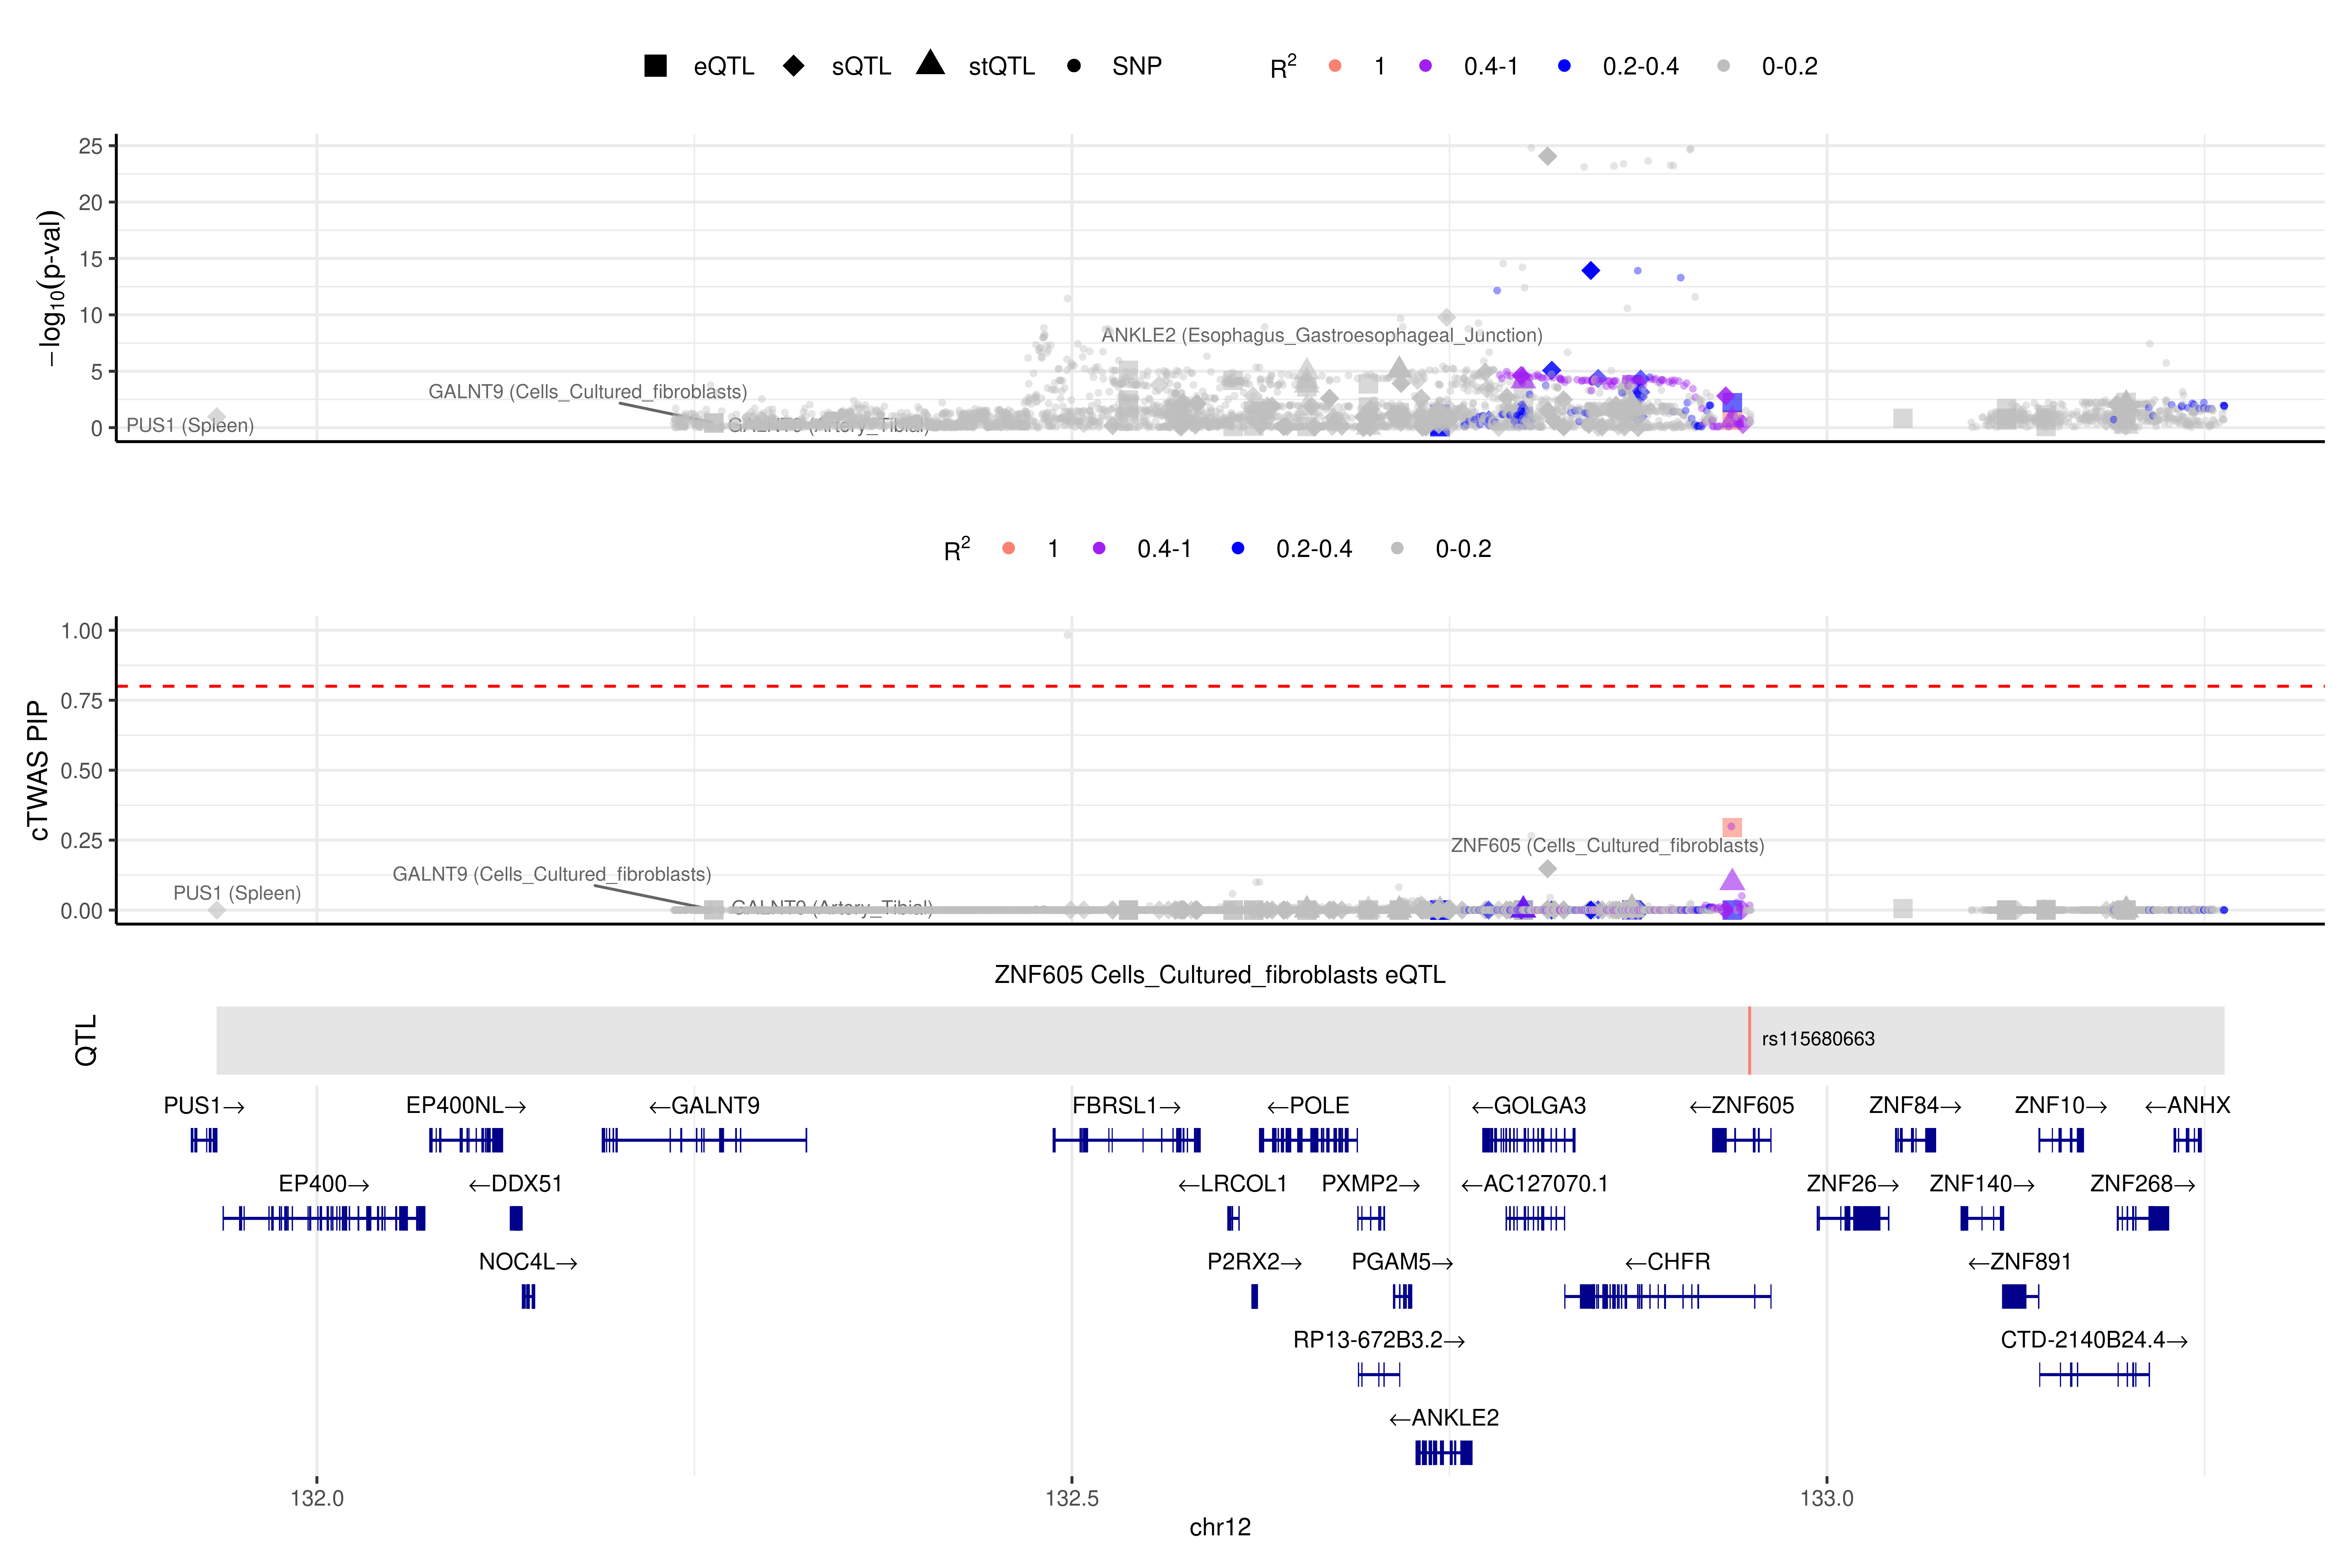 eQTL sQTL stQTL SNP R2 1 0.4-1 0.2-0.4 0-0.2
−log10(p-val)
25
20
15
10
5
0
ANKLE2 (Esophagus_Gastroesophageal_Junction)
GALNT9 (Cells_Cultured_fibroblasts)
PUS1 (Spleen)
GALNT9 (Artery_Tibial)
R2 1 0.4-1 0.2-0.4 0-0.2
cTWAS PIP
1.00
0.75
0.50
0.25
0.00
ZNF605 (Cells_Cultured_fibroblasts)
GALNT9 (Cells_Cultured_fibroblasts)
PUS1 (Spleen)
GALNT9 (Artery_Tibial)
ZNF605 Cells_Cultured_fibroblasts eQTL
QTL
rs115680663
PUS1→ EP400NL→ ←GALNT9 FBRSL1→ ←POLE ←GOLGA3 ←ZNF605 ZNF84→ ZNF10→ ←ANHX
EP400→ ←DDX51 ←LRCOL1 PXMP2→ ←AC127070.1 ZNF26→ ZNF140→ ZNF268→
NOC4L→ P2RX2→ PGAM5→ ←CHFR ←ZNF891
RP13-672B3.2→ CTD-2140B24.4→
←ANKLE2
132.0 132.5 133.0
chr12